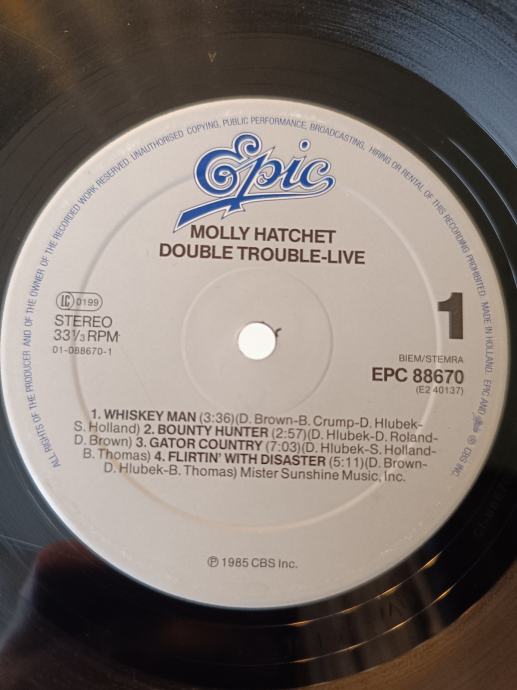 ALL RIGHTS OF THE PRODUCER AND OF THE OWNER OF THE RECORDED WORK RESERVED UNAUTHORISED COPYING, PUBLIC PERFORMANCE, BROADCASTING, HIRING OR RENTAL OF THIS RECORDING PROHIBITED. MADE IN HOLLAND. EPIC AND ℗ CBS INC.
Epic
MOLLY HATCHET
DOUBLE TROUBLE-LIVE
LC 0199
STEREO
33⅓ RPM
01-088670-1
1
BIEM/STEMRA
EPC 88670
(E2 40137)
1. WHISKEY MAN (3:36)(D. Brown-B. Crump-D. Hlubek-
S. Holland) 2. BOUNTY HUNTER (2:57)(D. Hlubek-D. Roland-
D. Brown) 3. GATOR COUNTRY (7:03)(D. Hlubek-S. Holland-
B. Thomas) 4. FLIRTIN' WITH DISASTER (5:11)(D. Brown-
D. Hlubek-B. Thomas) Mister Sunshine Music, Inc.
℗ 1985 CBS Inc.